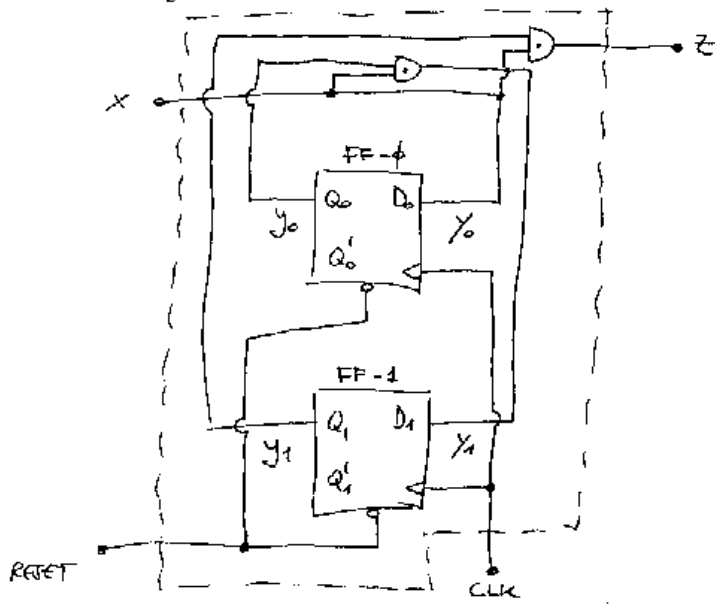 Z
X
FF-ϕ
Q₀ D₀
y₀ Y₀
Q₀'
FF-1
Q₁ D₁
y₁ Y₁
Q₁'
RESET
CLK